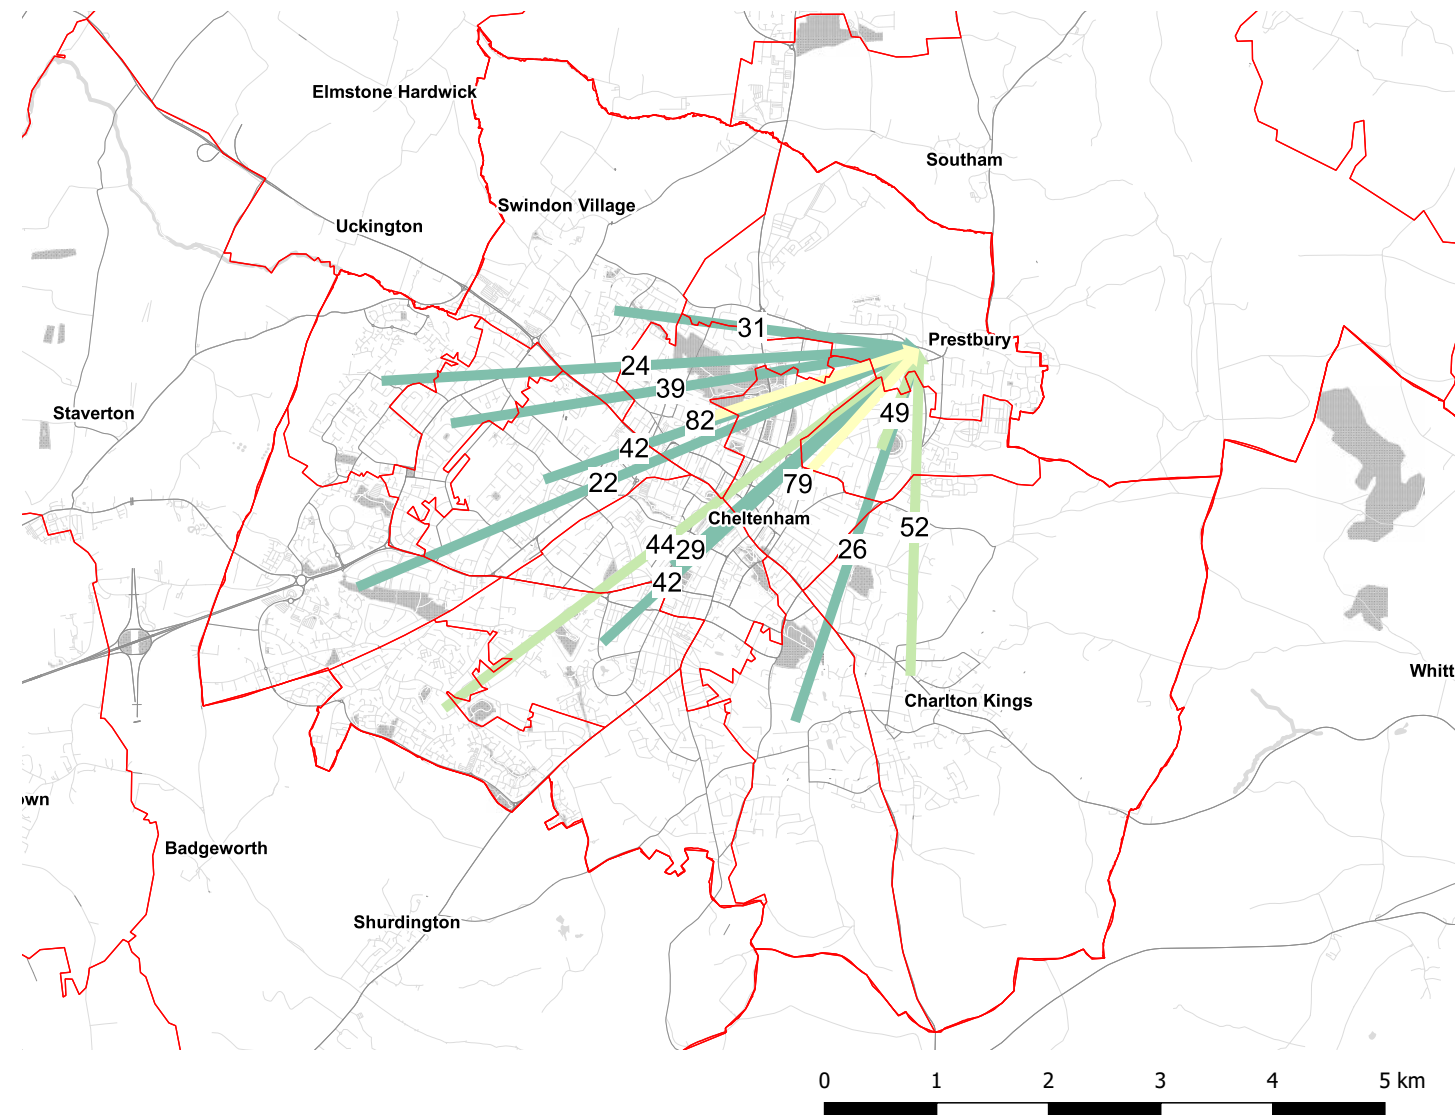 Elmstone Hardwick
Southam
Swindon Village
Uckington
31
Prestbury
24
39
Staverton
49
82
42
22
79
Cheltenham
52
44
29
26
42
Whitt
Charlton Kings
own
Badgeworth
Shurdington
0 1 2 3 4 5 km